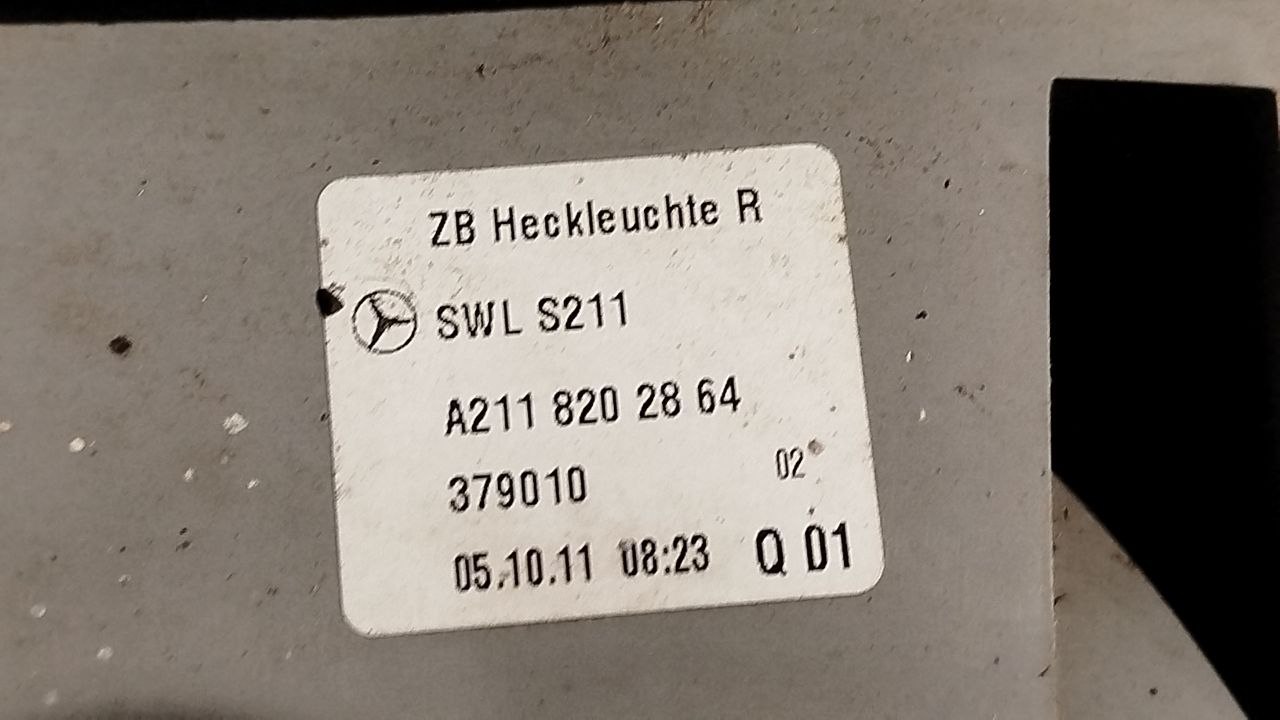 ZB Heckleuchte R
SWL S211
A211 820 28 64
379010 02
05.10.11 08:23 Q 01